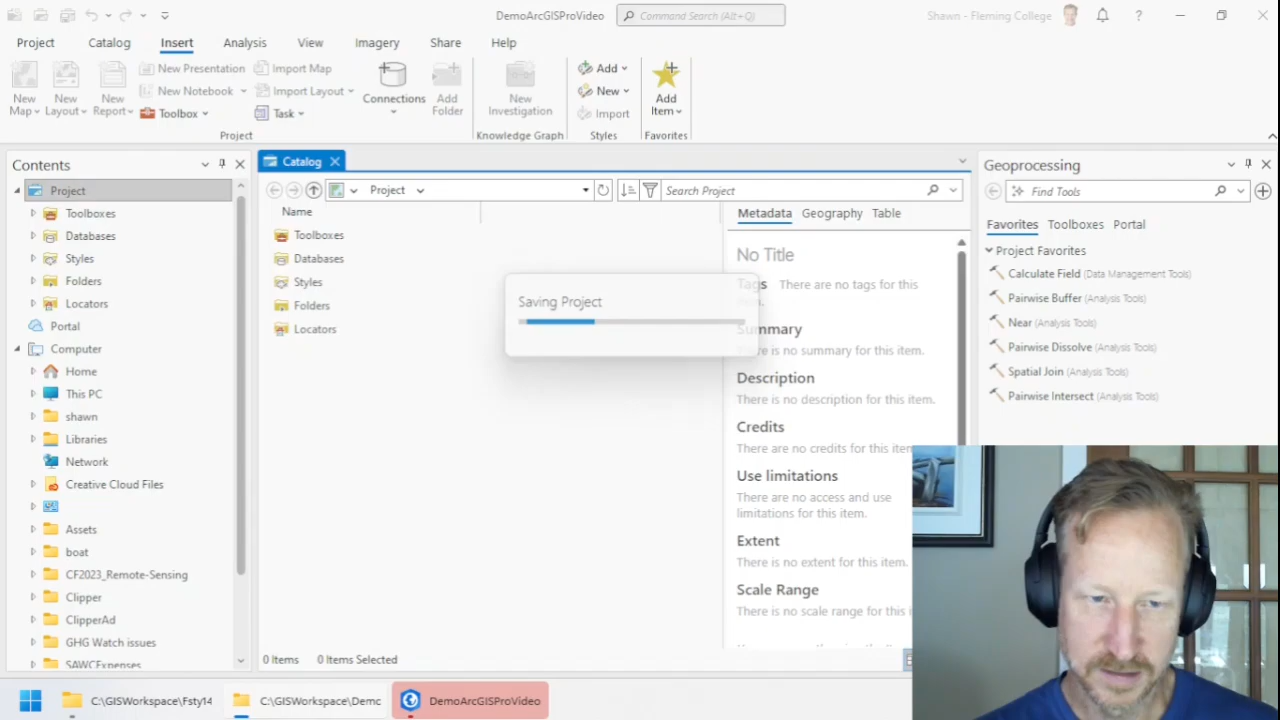 DemoArcGISProVideo
Command Search (Alt+Q)
Shawn - Fleming College
?
Project
Catalog
Insert
Analysis
View
Imagery
Share
Help
New Map
New Layout
New Report
New Presentation
New Notebook
Toolbox
Import Map
Import Layout
Task
Connections
Add Folder
Project
New Investigation
Knowledge Graph
Add
New
Import
Styles
Add Item
Favorites
Contents
Project
Toolboxes
Databases
Styles
Folders
Locators
Portal
Computer
Home
This PC
shawn
Libraries
Network
Creative Cloud Files
Assets
boat
CF2023_Remote-Sensing
Clipper
ClipperAd
GHG Watch issues
SAWCExpenses
Catalog
Project
Search Project
Name
Toolboxes
Databases
Styles
Folders
Locators
Saving Project
Metadata
Geography
Table
No Title
Tags There are no tags for this
Summary
There is no summary for this item.
Description
There is no description for this item.
Credits
There are no credits for this item.
Use limitations
There are no access and use
limitations for this item.
Extent
There is no extent for this item.
Scale Range
There is no scale range for this
0 Items
0 Items Selected
Geoprocessing
Find Tools
Favorites
Toolboxes
Portal
Project Favorites
Calculate Field (Data Management Tools)
Pairwise Buffer (Analysis Tools)
Near (Analysis Tools)
Pairwise Dissolve (Analysis Tools)
Spatial Join (Analysis Tools)
Pairwise Intersect (Analysis Tools)
C:\GISWorkspace\Fsty14
C:\GISWorkspace\Demc
DemoArcGISProVideo